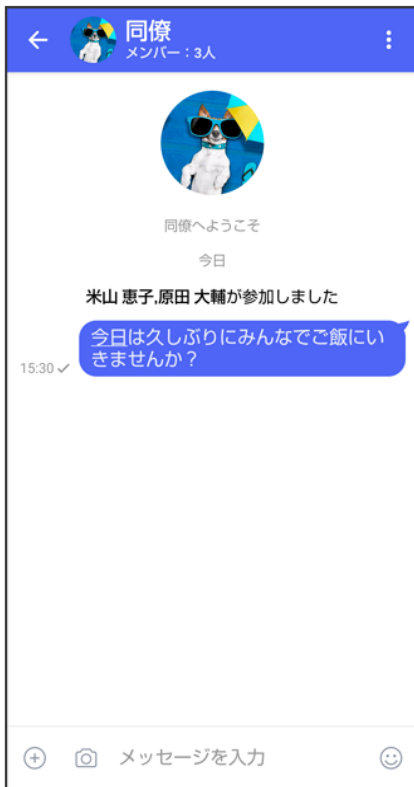 同僚
メンバー：3人
同僚へようこそ
今日
米山 恵子,原田 大輔が参加しました
今日は久しぶりにみんなでご飯にい
きませんか？
15:30
メッセージを入力